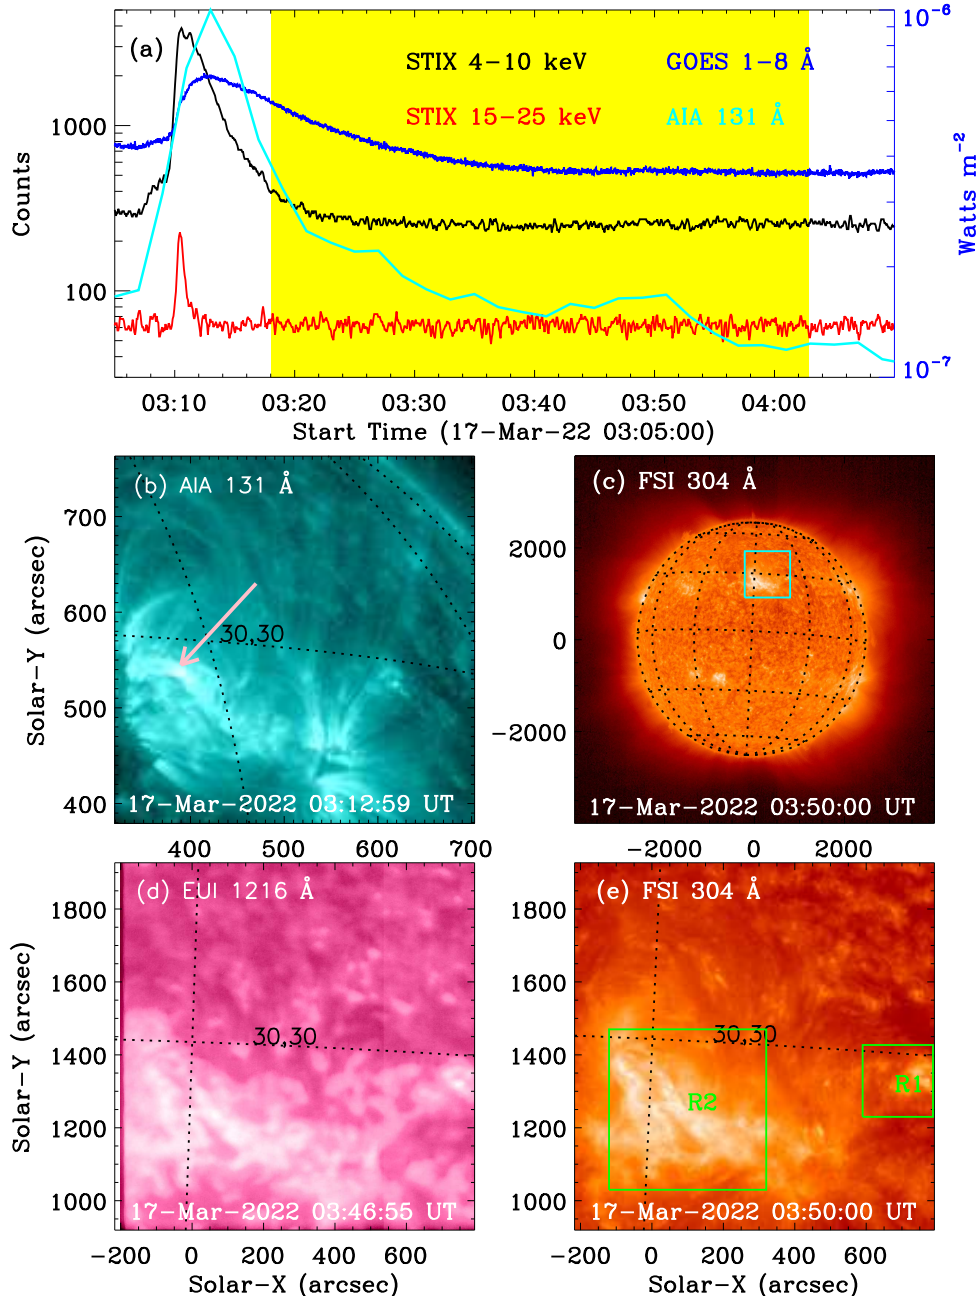 (a)
STIX 4−10 keV
GOES 1−8 Å
STIX 15−25 keV
AIA 131 Å
1000
100
Counts
10⁻⁶
10⁻⁷
Watts m⁻²
03:10
03:20
03:30
03:40
03:50
04:00
Start Time (17−Mar−22 03:05:00)
(b) AIA 131 Å
30,30
17−Mar−2022 03:12:59 UT
700
600
500
400
Solar−Y (arcsec)
400
500
600
700
(c) FSI 304 Å
17−Mar−2022 03:50:00 UT
2000
0
−2000
−2000
0
2000
(d) EUI 1216 Å
30,30
17−Mar−2022 03:46:55 UT
1800
1600
1400
1200
1000
Solar−Y (arcsec)
−200
0
200
400
600
Solar−X (arcsec)
(e) FSI 304 Å
30,30
R1
R2
17−Mar−2022 03:50:00 UT
1800
1600
1400
1200
1000
−200
0
200
400
600
Solar−X (arcsec)